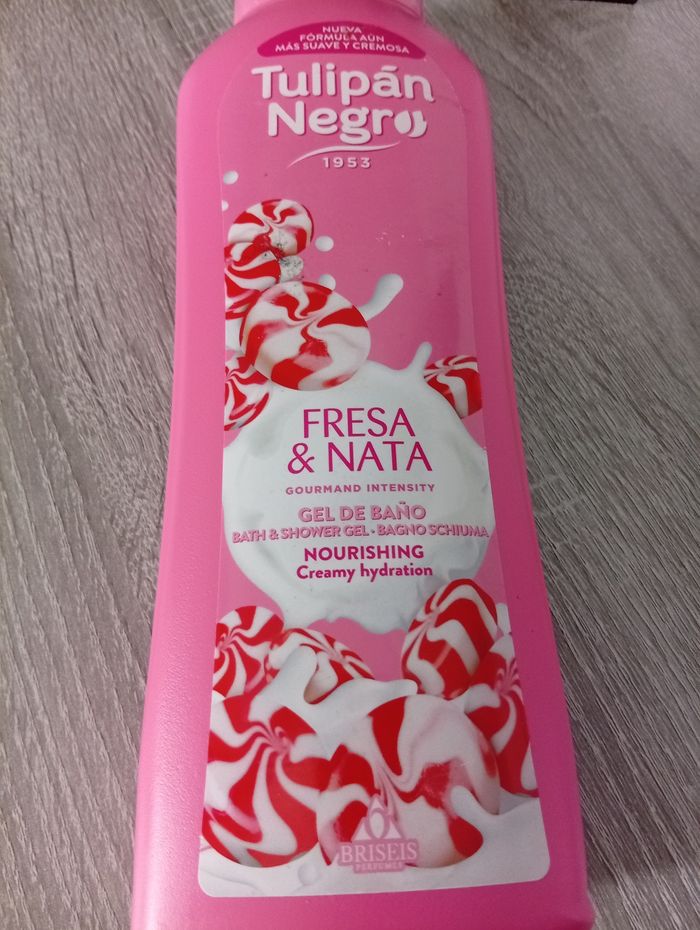 NUEVA
FÓRMULA AÚN
MÁS SUAVE Y CREMOSA
Tulipán
Negro
1953
FRESA
& NATA
GOURMAND INTENSITY
GEL DE BAÑO
BATH & SHOWER GEL · BAGNO SCHIUMA
NOURISHING
Creamy hydration
BRISEIS
PERFUMES